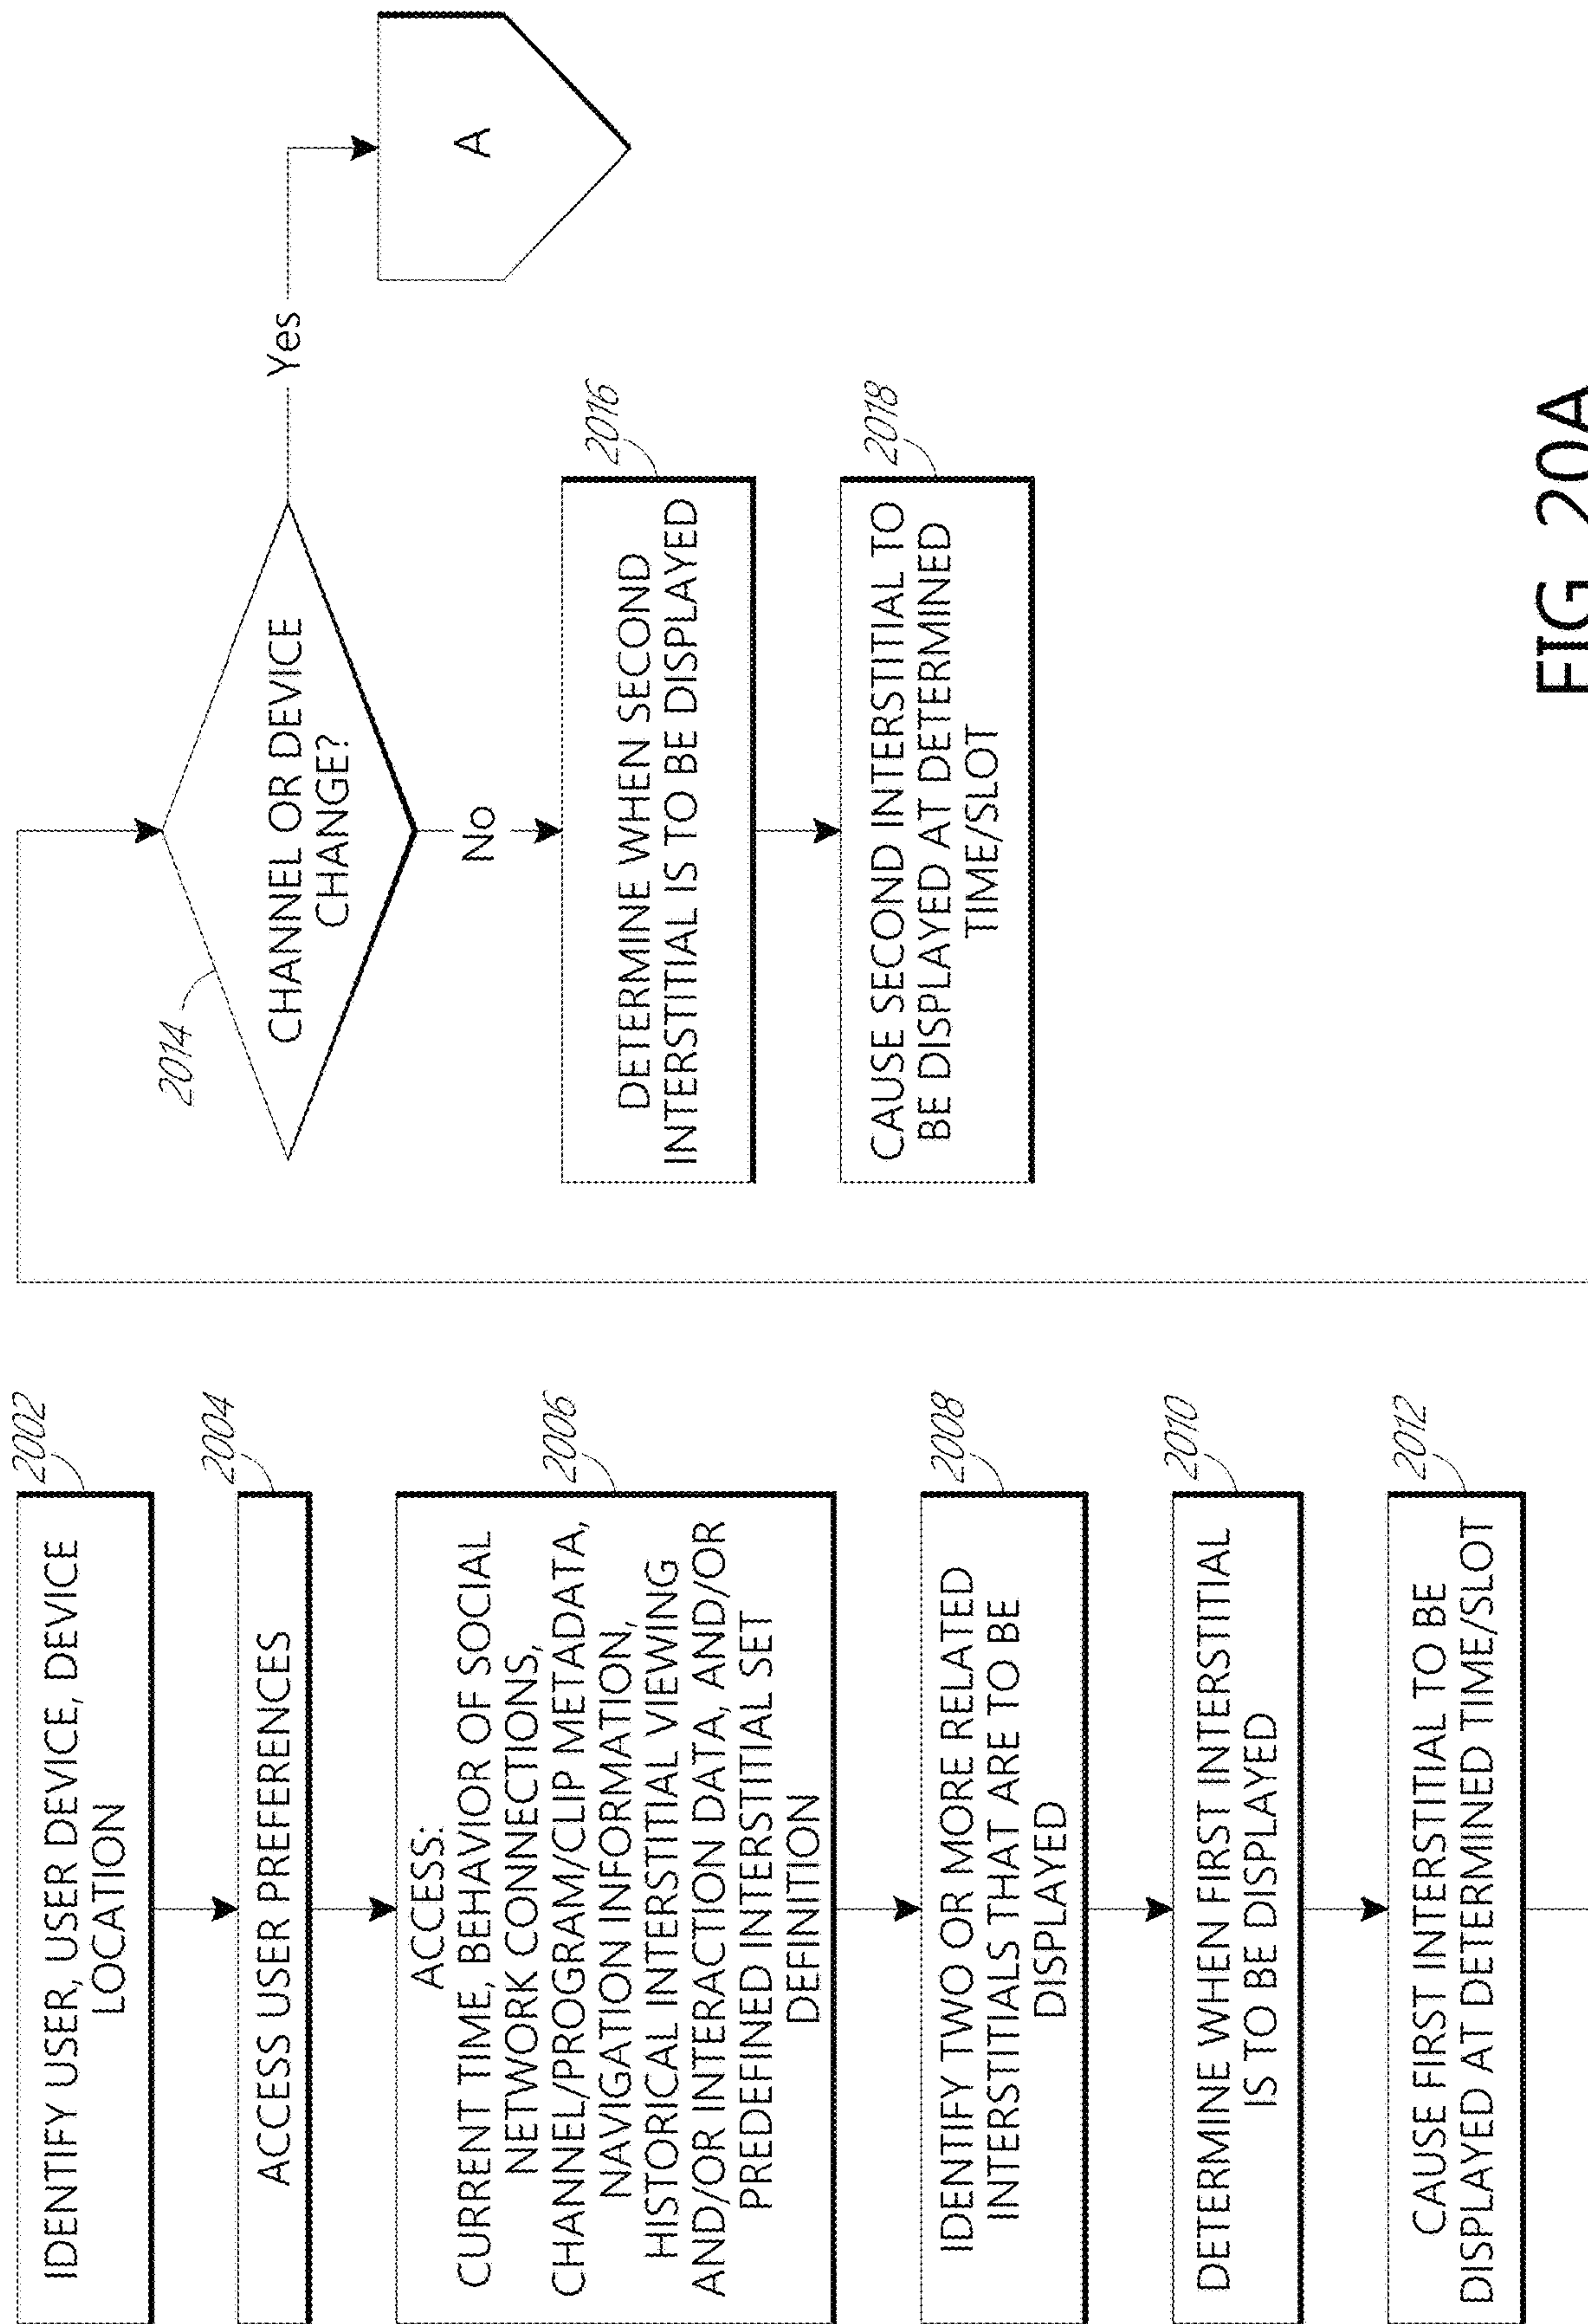 2002
IDENTIFY USER, USER DEVICE, DEVICE
LOCATION
2004
ACCESS USER PREFERENCES
2006
ACCESS:
CURRENT TIME, BEHAVIOR OF SOCIAL
NETWORK CONNECTIONS,
CHANNEL/PROGRAM/CLIP METADATA,
NAVIGATION INFORMATION,
HISTORICAL INTERSTITIAL VIEWING
AND/OR INTERACTION DATA, AND/OR
PREDEFINED INTERSTITIAL SET
DEFINITION
2008
IDENTIFY TWO OR MORE RELATED
INTERSTITIALS THAT ARE TO BE
DISPLAYED
2010
DETERMINE WHEN FIRST INTERSTITIAL
IS TO BE DISPLAYED
2012
CAUSE FIRST INTERSTITIAL TO BE
DISPLAYED AT DETERMINED TIME/SLOT
2014
CHANNEL OR DEVICE
CHANGE?
Yes
A
No
2016
DETERMINE WHEN SECOND
INTERSTITIAL IS TO BE DISPLAYED
2018
CAUSE SECOND INTERSTITIAL TO
BE DISPLAYED AT DETERMINED
TIME/SLOT
FIG. 20A